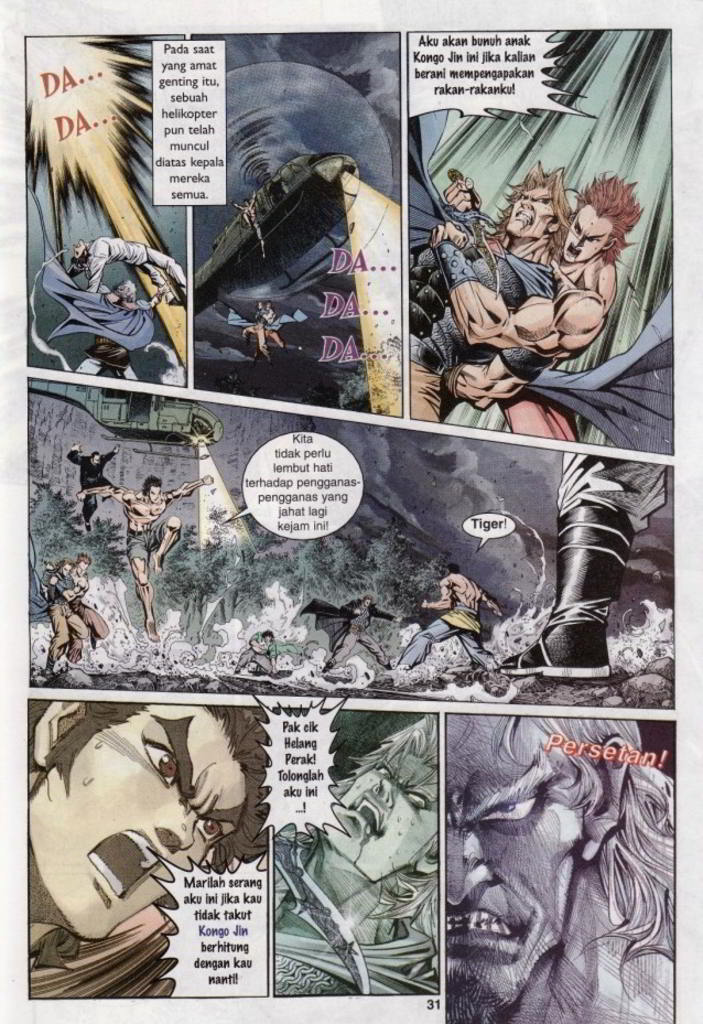 DA...
DA...
Pada saat
yang amat
genting itu,
sebuah
helikopter
pun telah
muncul
diatas kepala
mereka
semua.
DA...
DA...
DA...
Aku akan bunuh anak
Kongo Jin ini jika kalian
berani mempengapakan
rakan-rakanku!
Kita
tidak perlu
lembut hati
terhadap pengganas-
pengganas yang
jahat lagi
kejam ini!
Tiger!
Marilah serang
aku ini jika kau
tidak takut
Kongo Jin
berhitung
dengan kau
nanti!
Pak cik
Helang
Perak!
Tolonglah
aku ini
...!
Persetan!
31